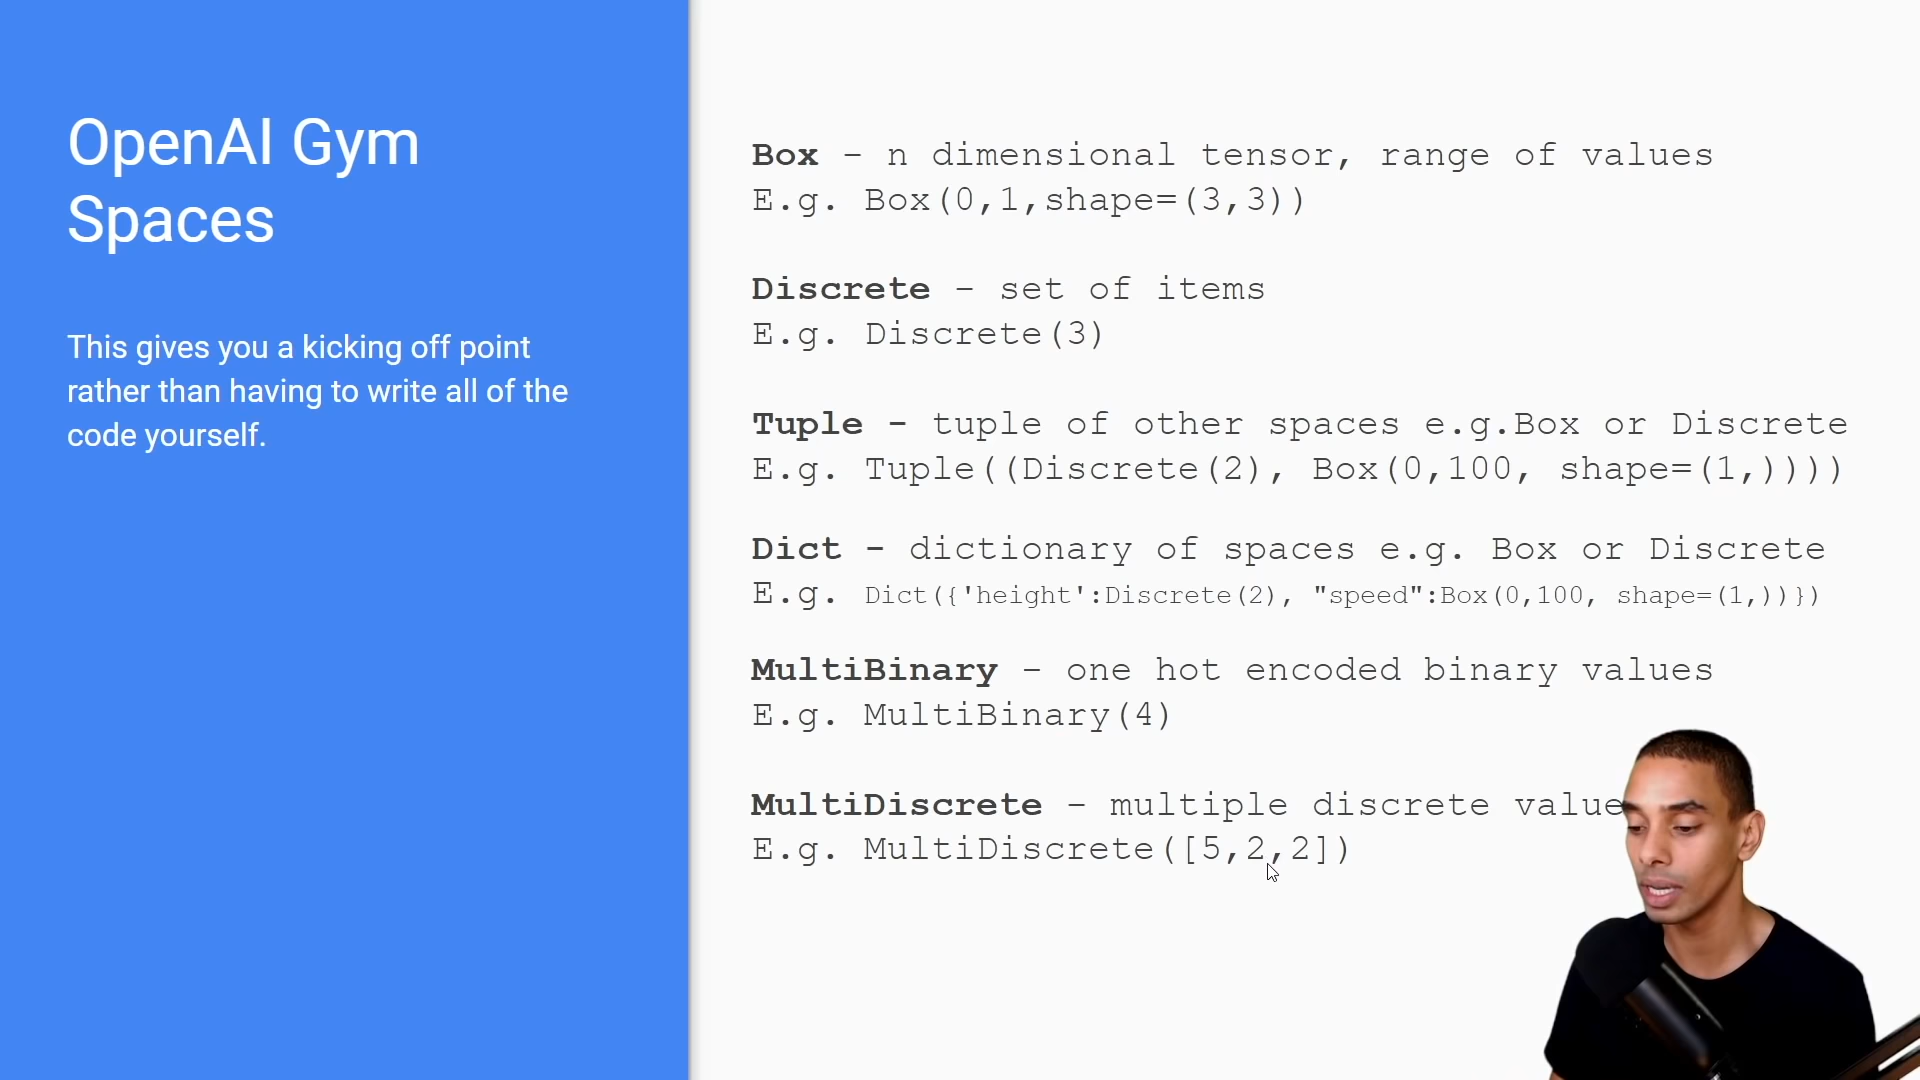 OpenAI Gym
Spaces
This gives you a kicking off point
rather than having to write all of the
code yourself.
Box - n dimensional tensor, range of values
E.g. Box(0,1,shape=(3,3))
Discrete - set of items
E.g. Discrete(3)
Tuple - tuple of other spaces e.g.Box or Discrete
E.g. Tuple((Discrete(2), Box(0,100, shape=(1,))))
Dict - dictionary of spaces e.g. Box or Discrete
E.g. Dict({'height':Discrete(2), "speed":Box(0,100, shape=(1,))})
MultiBinary - one hot encoded binary values
E.g. MultiBinary(4)
MultiDiscrete - multiple discrete value
E.g. MultiDiscrete([5,2,2])